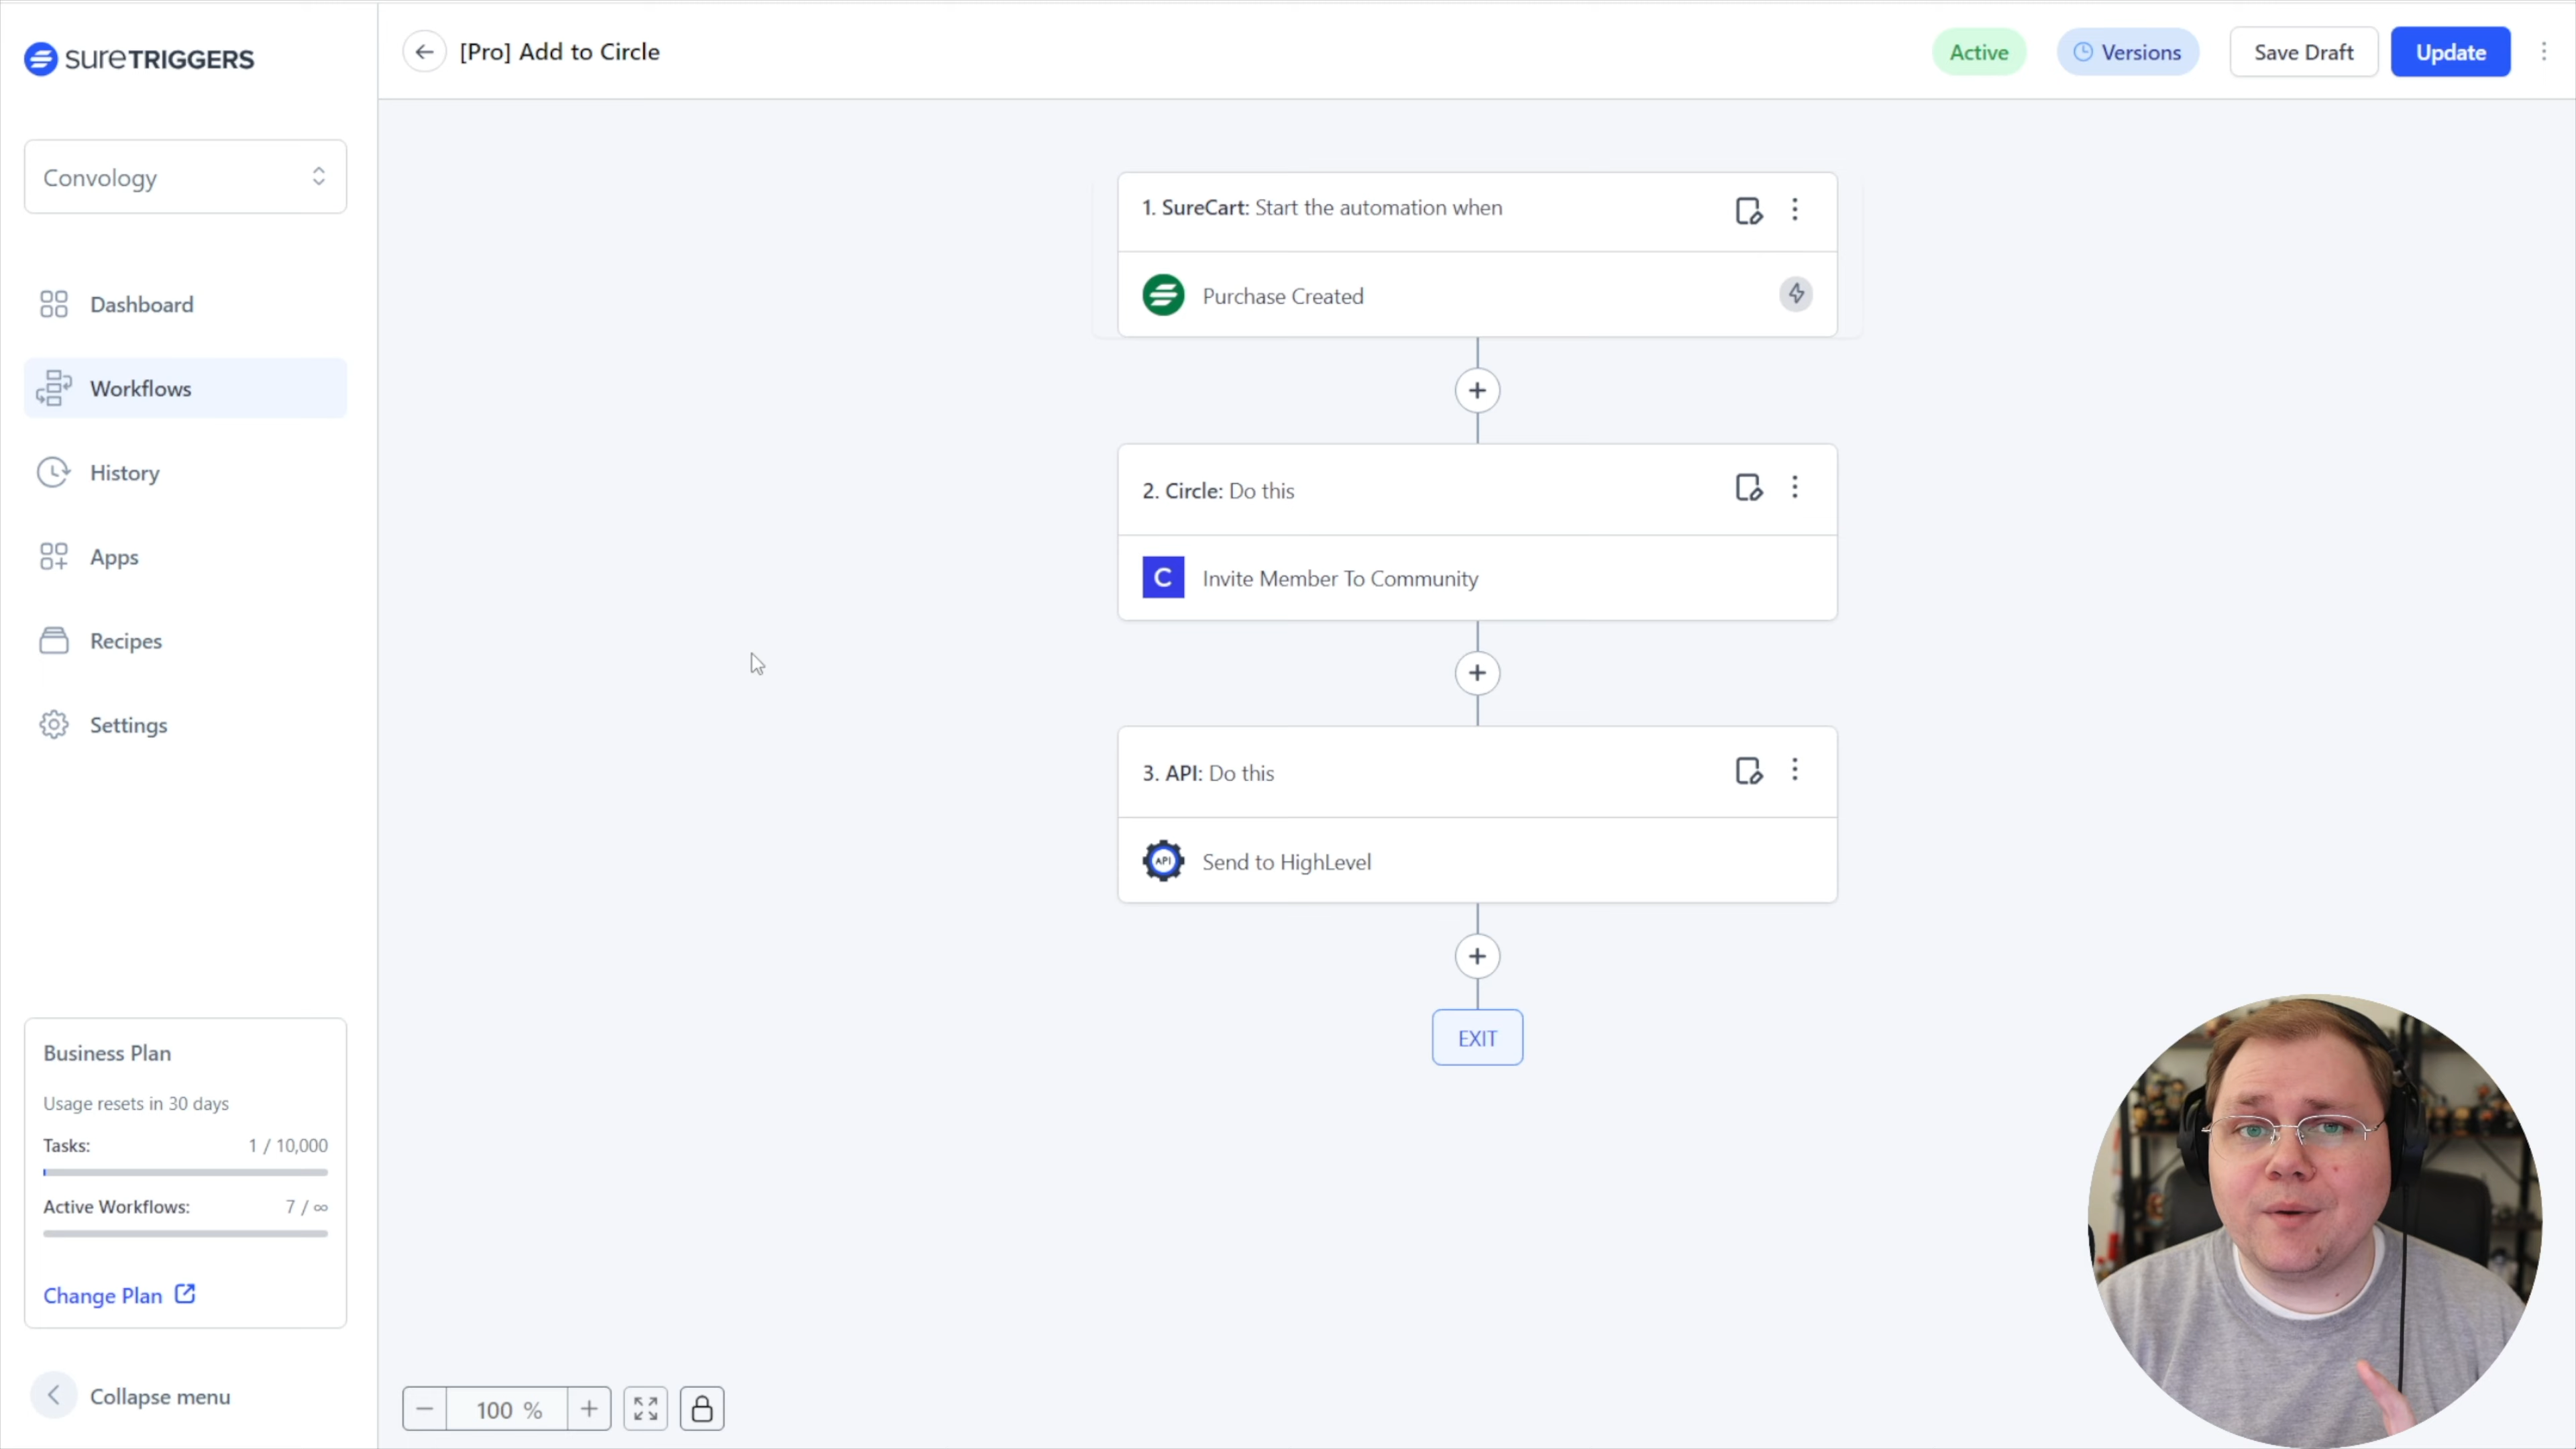 sureTRIGGERS
[Pro] Add to Circle
Active
Versions
Save Draft
Update
Convology
Dashboard
Workflows
History
Apps
Recipes
Settings
1. SureCart: Start the automation when
Purchase Created
2. Circle: Do this
C
Invite Member To Community
3. API: Do this
API
Send to HighLevel
EXIT
Business Plan
Usage resets in 30 days
Tasks: 1 / 10,000
Active Workflows: 7 / ∞
Change Plan
Collapse menu
100 %